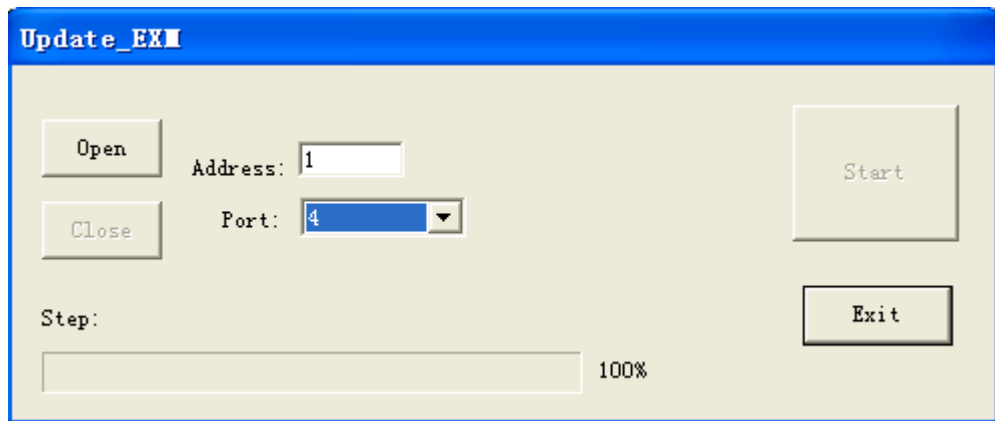 Update_EXM
Open
Address: 1
Start
Close
Port: 4
Step:
Exit
100%